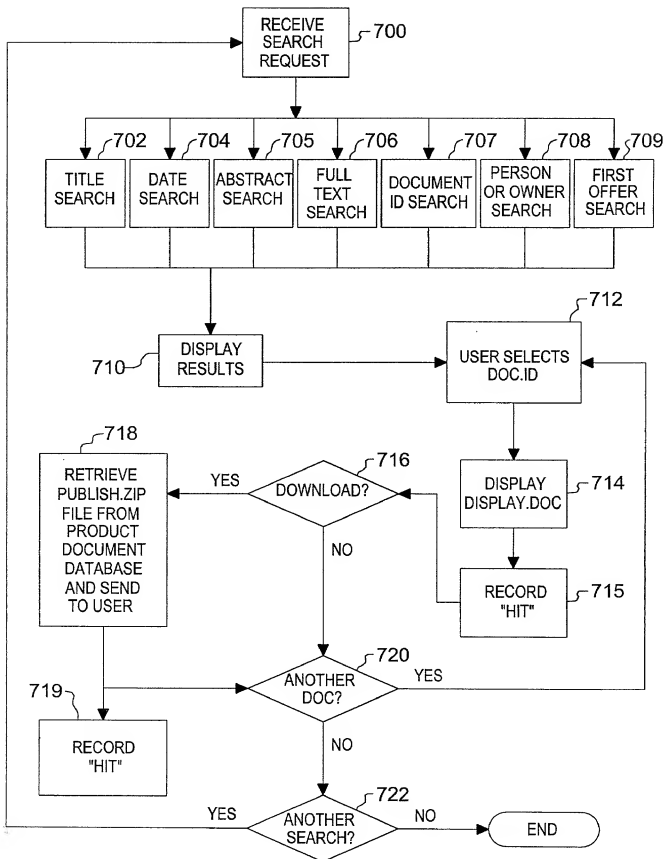 RECEIVE
SEARCH
REQUEST
700
702
704
705
706
707
708
709
TITLE
SEARCH
DATE
SEARCH
ABSTRACT
SEARCH
FULL
TEXT
SEARCH
DOCUMENT
ID SEARCH
PERSON
OR OWNER
SEARCH
FIRST
OFFER
SEARCH
710
DISPLAY
RESULTS
712
USER SELECTS
DOC.ID
718
RETRIEVE
PUBLISH.ZIP
FILE FROM
PRODUCT
DOCUMENT
DATABASE
AND SEND
TO USER
YES
716
DOWNLOAD?
NO
DISPLAY
DISPLAY.DOC
714
RECORD
"HIT"
715
720
ANOTHER
DOC?
YES
NO
719
RECORD
"HIT"
YES
722
ANOTHER
SEARCH?
NO
END